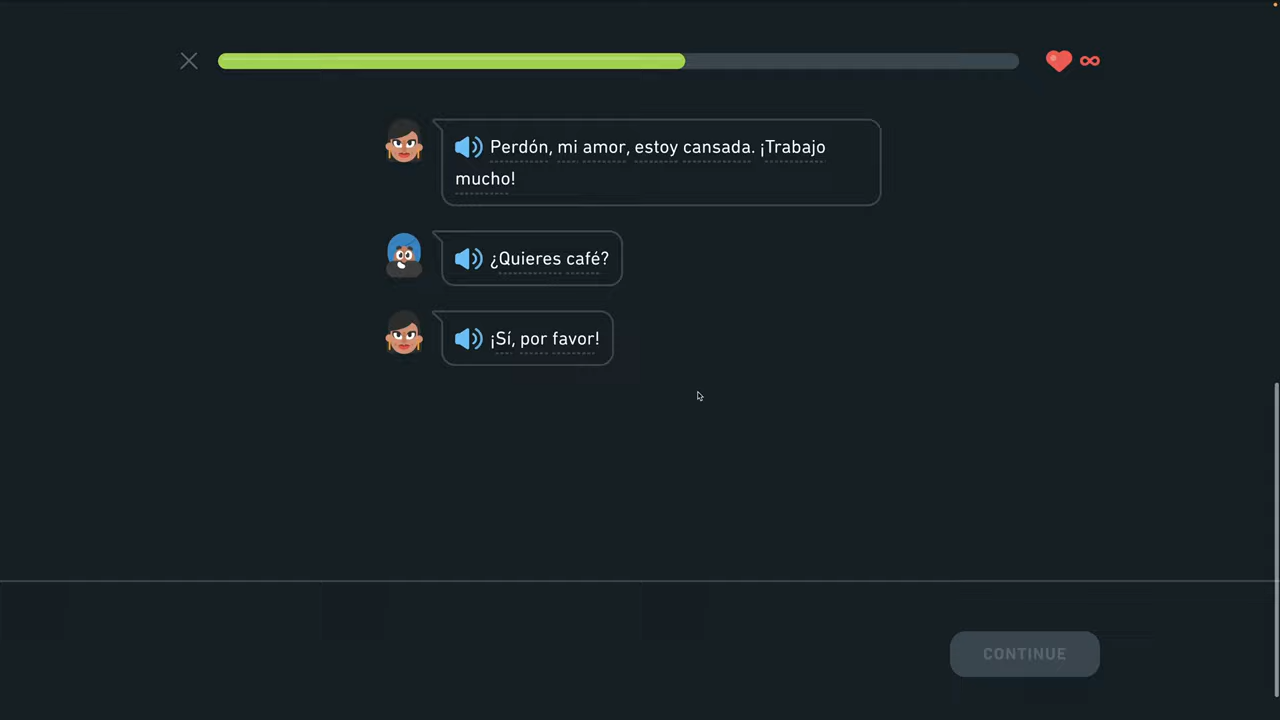 Perdón, mi amor, estoy cansada. ¡Trabajo
mucho!
¿Quieres café?
¡Sí, por favor!
CONTINUE